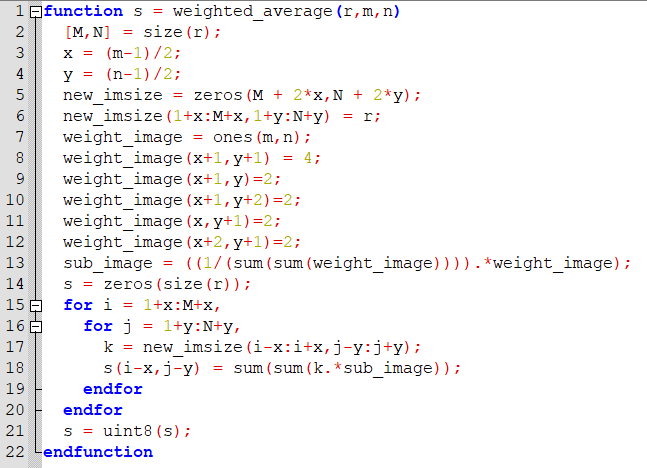 1 function s = weighted_average(r,m,n)
2 [M,N] = size(r);
3 x = (m-1)/2;
4 y = (n-1)/2;
5 new_imsize = zeros(M + 2*x,N + 2*y);
6 new_imsize(1+x:M+x,1+y:N+y) = r;
7 weight_image = ones(m,n);
8 weight_image(x+1,y+1) = 4;
9 weight_image(x+1,y)=2;
10 weight_image(x+1,y+2)=2;
11 weight_image(x,y+1)=2;
12 weight_image(x+2,y+1)=2;
13 sub_image = ((1/(sum(sum(weight_image)))).*weight_image);
14 s = zeros(size(r));
15 for i = 1+x:M+x,
16 for j = 1+y:N+y,
17 k = new_imsize(i-x:i+x,j-y:j+y);
18 s(i-x,j-y) = sum(sum(k.*sub_image));
19 endfor
20 endfor
21 s = uint8(s);
22 endfunction